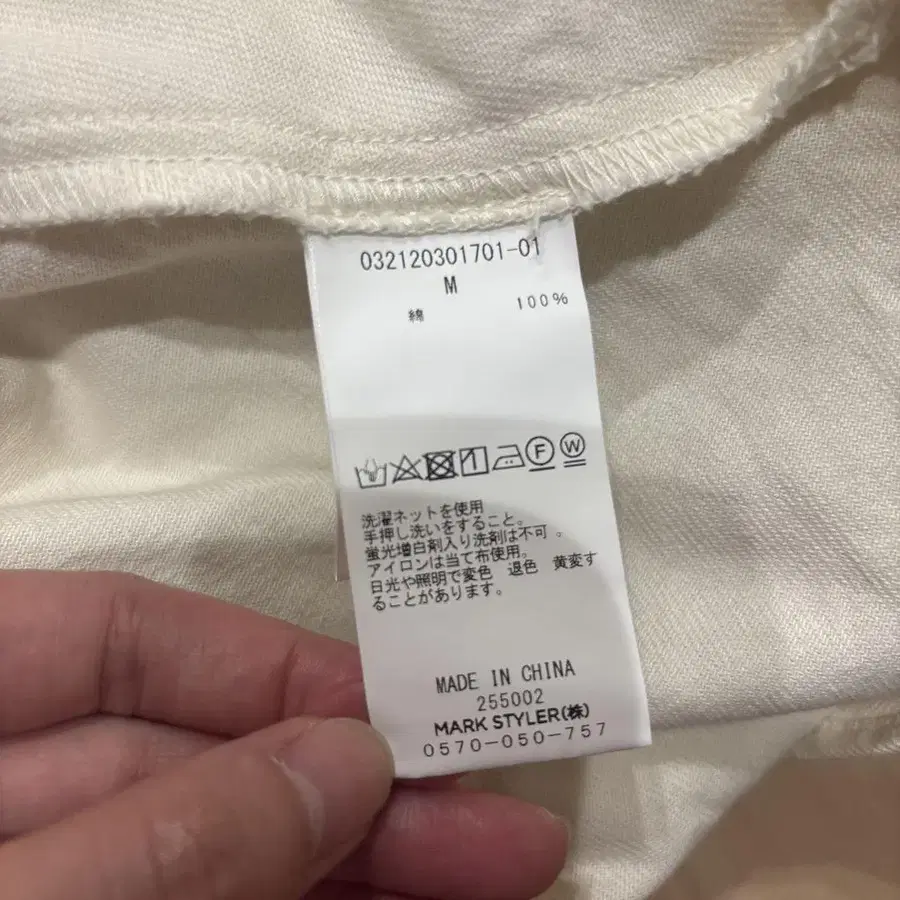 032120301701-01
M
綿 100%
1 F W
洗濯ネットを使用
手押し洗いをすること。
蛍光増白剤入り洗剤は不可。
アイロンは当て布使用。
日光や照明で変色 退色 黄変す
ることがあります。
MADE IN CHINA
255002
MARK STYLER(株)
0570-050-757